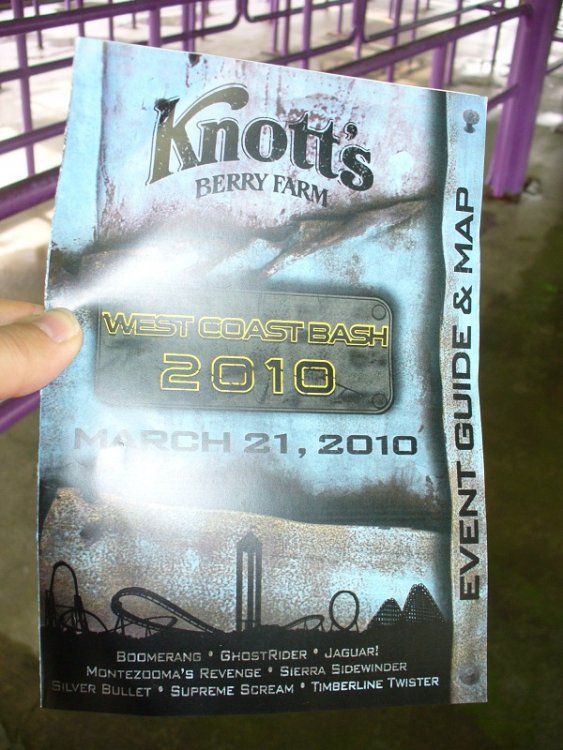 Knott's
BERRY FARM
WEST COAST BASH
2010
MARCH 21, 2010
EVENT GUIDE & MAP
BOOMERANG • GHOSTRIDER • JAGUAR!
MONTEZOOMA'S REVENGE • SIERRA SIDEWINDER
SILVER BULLET • SUPREME SCREAM • TIMBERLINE TWISTER